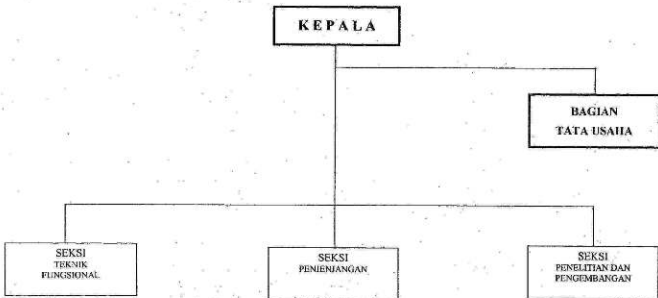 KEPALA
BAGIAN
TATA USAHA
SEKSI
TEKNIK
FUNGSIONAL
SEKSI
PENJENJANGAN
SEKSI
PENELITIAN DAN
PENGEMBANGAN